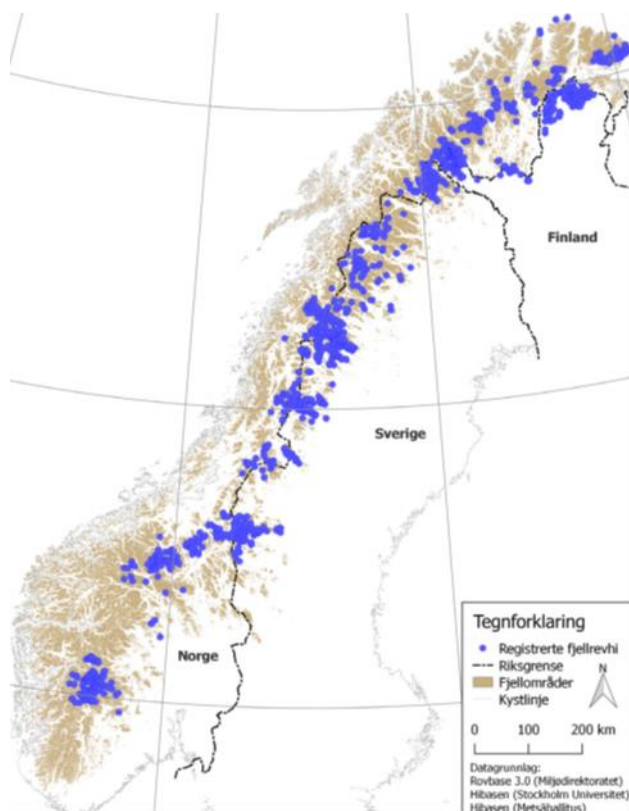 Finland
Sverige
Norge
Tegnforklaring
Registrerte fjellrevhi
Riksgrense
Fjellområder
Kystlinje
N
0 100 200 km
Datagrunnlag:
Rovbase 3.0 (Miljødirektoratet)
Hibasen (Stockholm Universitet)
Hibasen (Metsähallitus)